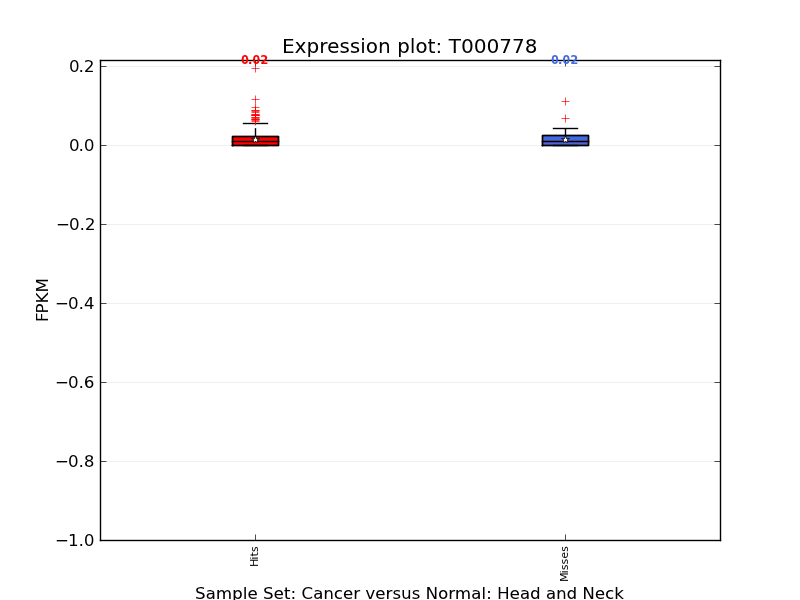 Expression plot: T000778
0.02
0.02
0.2
0.0
−0.2
−0.4
−0.6
−0.8
−1.0
FPKM
Hits
Misses
Sample Set: Cancer versus Normal: Head and Neck